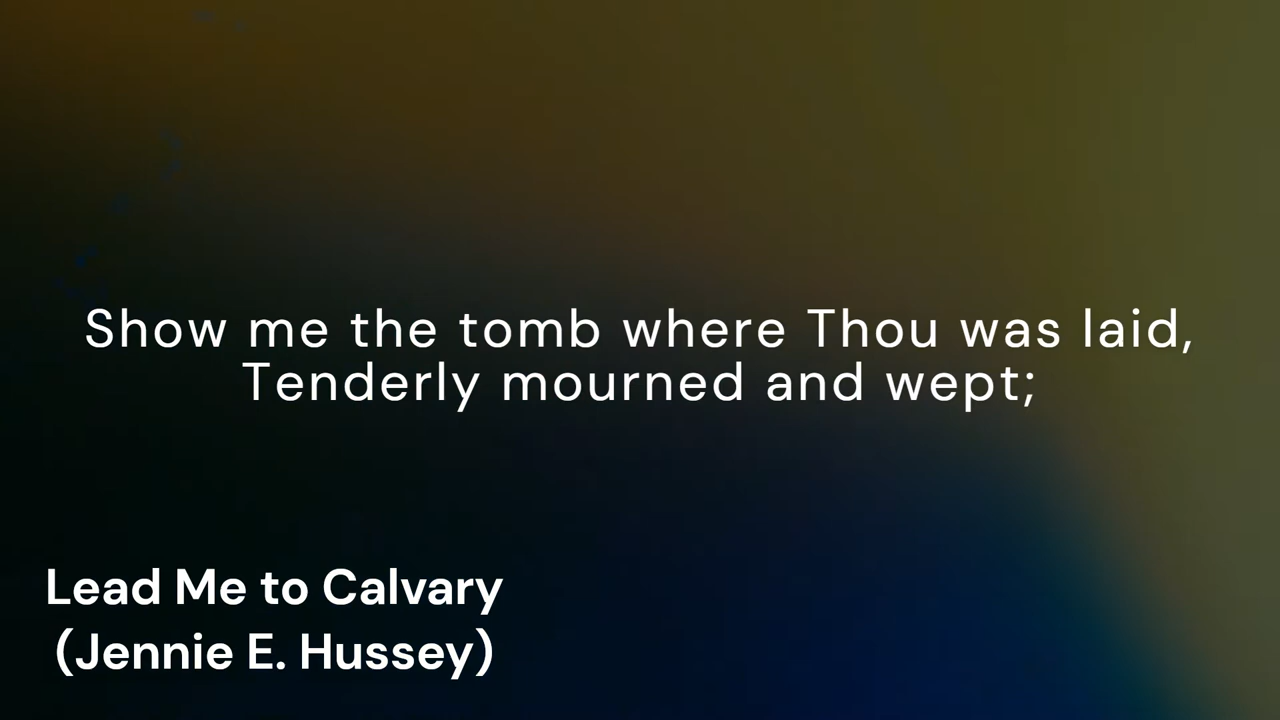 Show me the tomb where Thou was laid,
Tenderly mourned and wept;
Lead Me to Calvary
(Jennie E. Hussey)